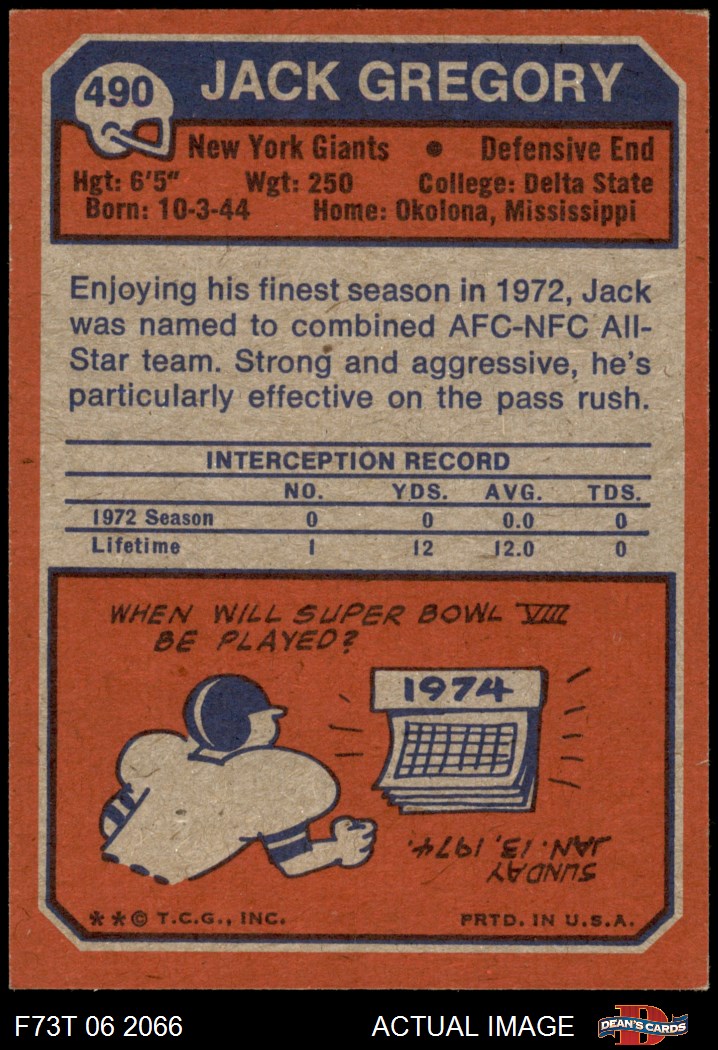 490
JACK GREGORY
New York Giants • Defensive End
Hgt: 6'5" Wgt: 250 College: Delta State
Born: 10-3-44 Home: Okolona, Mississippi
Enjoying his finest season in 1972, Jack
was named to combined AFC-NFC All-
Star team. Strong and aggressive, he's
particularly effective on the pass rush.
INTERCEPTION RECORD
NO. YDS. AVG. TDS.
1972 Season 0 0 0.0 0
Lifetime 1 12 12.0 0
WHEN WILL SUPER BOWL VIII
BE PLAYED?
1974
SUNDAY
JAN. 13, 1974.
**© T.C.G., INC. PRTD. IN U.S.A.
F73T 06 2066 ACTUAL IMAGE D DEAN'S CARDS